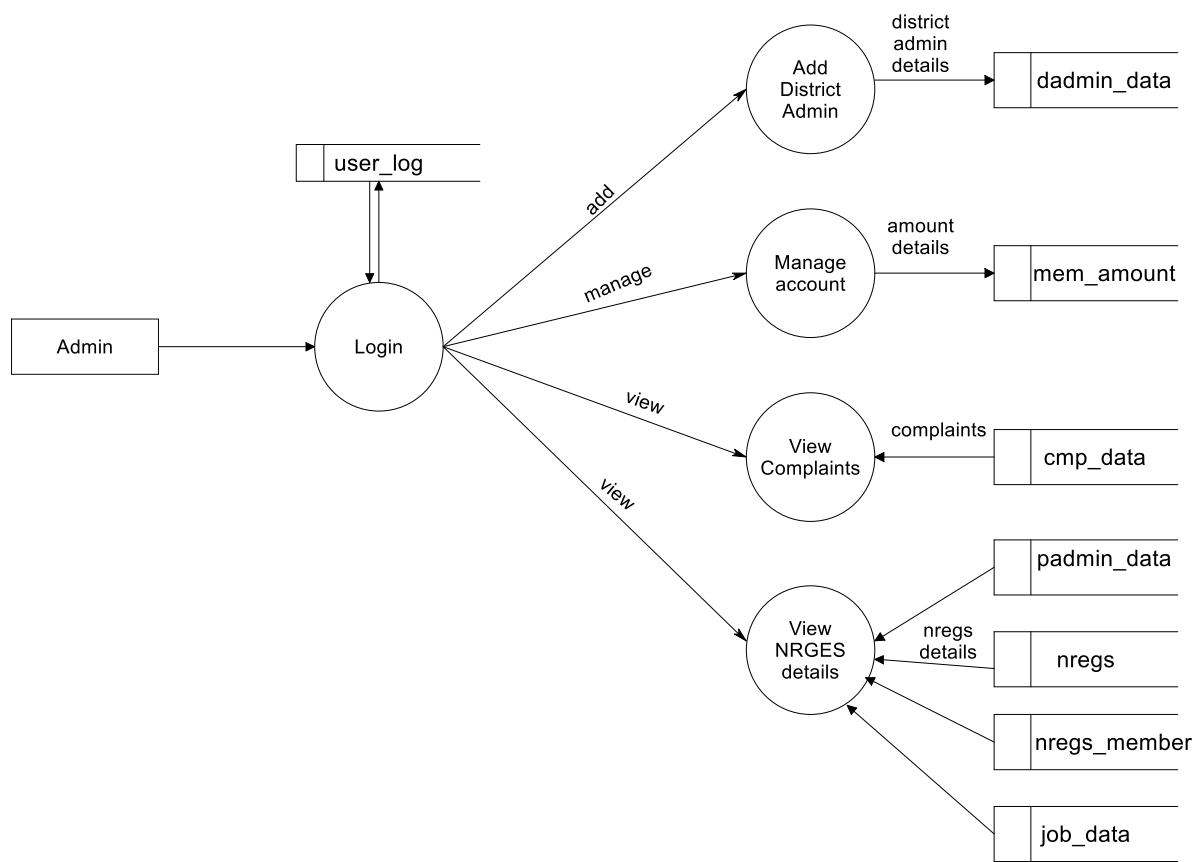 Add
District
Admin
district
admin
details
dadmin_data
user_log
add
Manage
account
amount
details
mem_amount
manage
Admin
Login
view
View
Complaints
complaints
cmp_data
view
View
NRGES
details
padmin_data
nregs
details
nregs
nregs_member
job_data